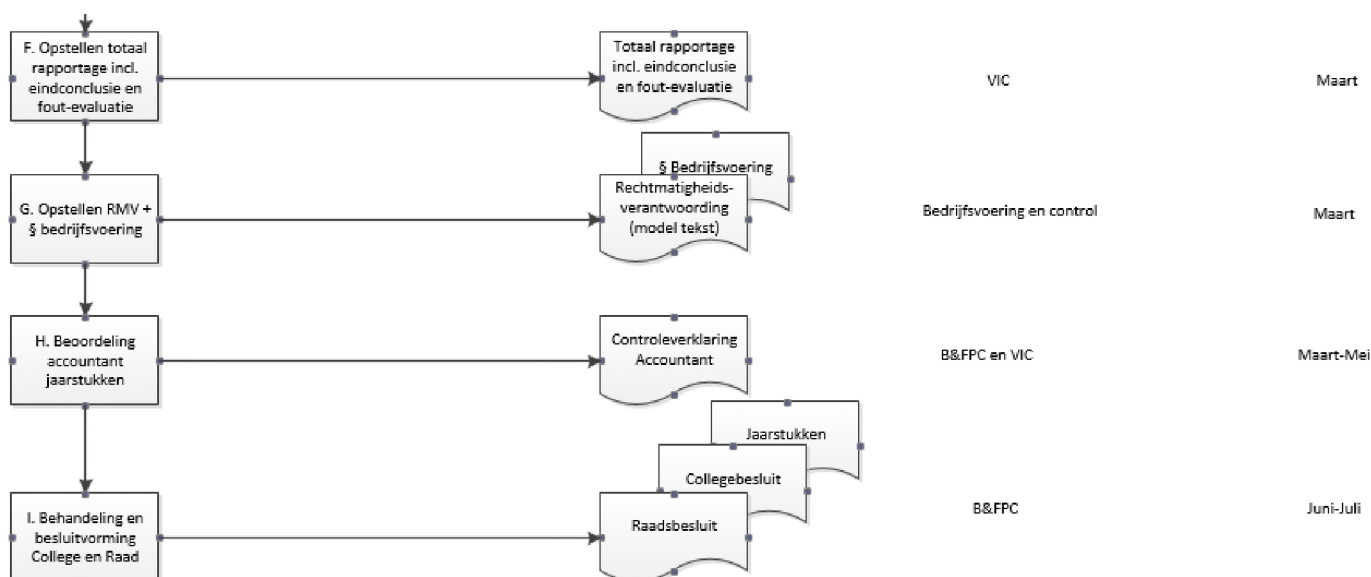 F. Opstellen totaal
rapportage incl.
eindconclusie en
fout-evaluatie
Totaal rapportage
incl. eindconclusie
en fout-evaluatie
VIC
Maart
G. Opstellen RMV +
§ bedrijfsvoering
§ Bedrijfsvoering
Rechtmatigheids-
verantwoording
(model tekst)
Bedrijfsvoering en control
Maart
H. Beoordeling
accountant
jaarstukken
Controleverklaring
Accountant
B&FPC en VIC
Maart-Mei
I. Behandeling en
besluitvorming
College en Raad
Jaarstukken
Collegebesluit
Raadsbesluit
B&FPC
Juni-Juli